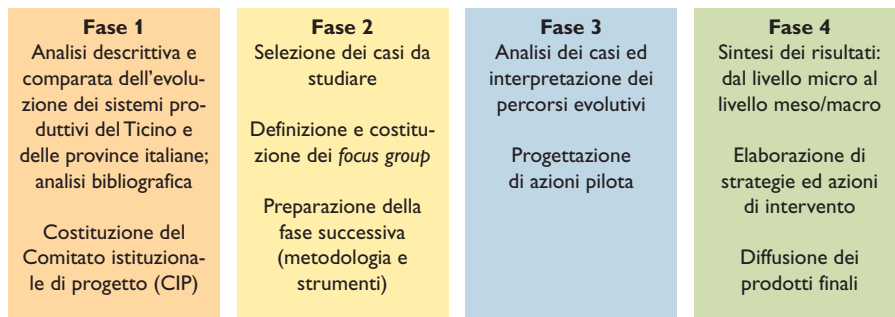 Fase 1
Analisi descrittiva e
comparata dell'evolu-
zione dei sistemi pro-
duttivi del Ticino e
delle province italiane;
analisi bibliografica
Costituzione del
Comitato istituziona-
le di progetto (CIP)
Fase 2
Selezione dei casi da
studiare
Definizione e costitu-
zione dei focus group
Preparazione della
fase successiva
(metodologia e
strumenti)
Fase 3
Analisi dei casi ed
interpretazione dei
percorsi evolutivi
Progettazione
di azioni pilota
Fase 4
Sintesi dei risultati:
dal livello micro al
livello meso/macro
Elaborazione di
strategie ed azioni
di intervento
Diffusione dei
prodotti finali